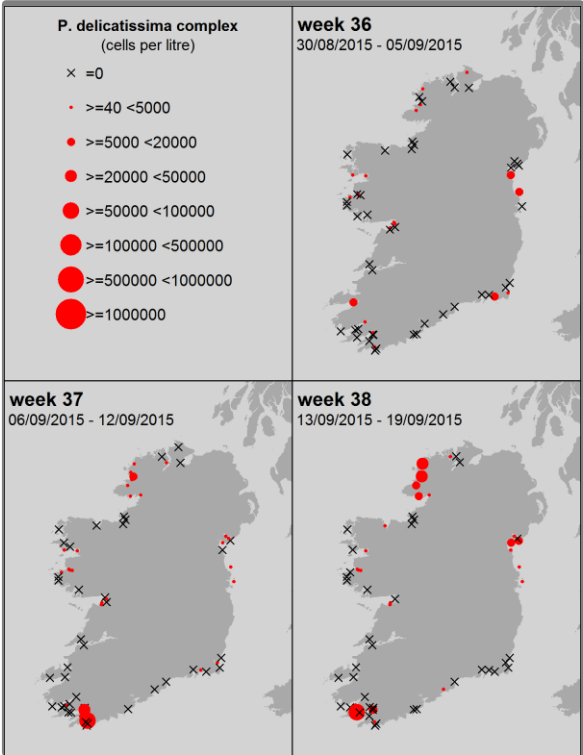 P. delicatissima complex
(cells per litre)
=0
>=40 <5000
>=5000 <20000
>=20000 <50000
>=50000 <100000
>=100000 <500000
>=500000 <1000000
>=1000000
week 36
30/08/2015 - 05/09/2015
week 37
06/09/2015 - 12/09/2015
week 38
13/09/2015 - 19/09/2015